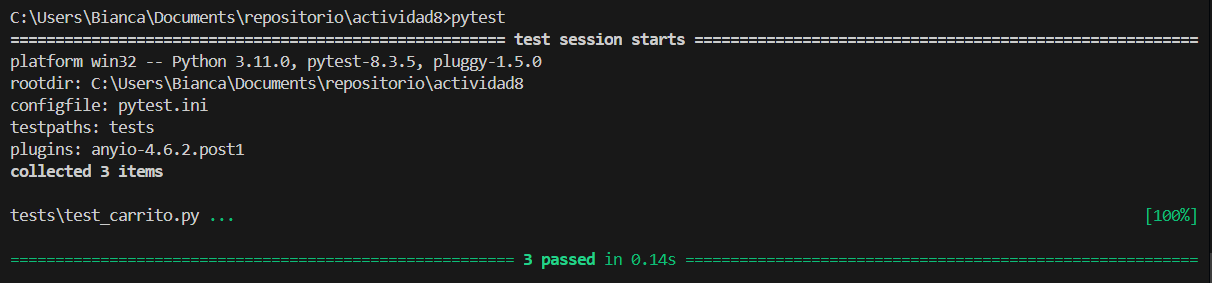 C:\Users\Bianca\Documents\repositorio\actividad8>pytest
======================================================= test session starts ========================================================
platform win32 -- Python 3.11.0, pytest-8.3.5, pluggy-1.5.0
rootdir: C:\Users\Bianca\Documents\repositorio\actividad8
configfile: pytest.ini
testpaths: tests
plugins: anyio-4.6.2.post1
collected 3 items
tests\test_carrito.py ... [100%]
======================================================== 3 passed in 0.14s =========================================================